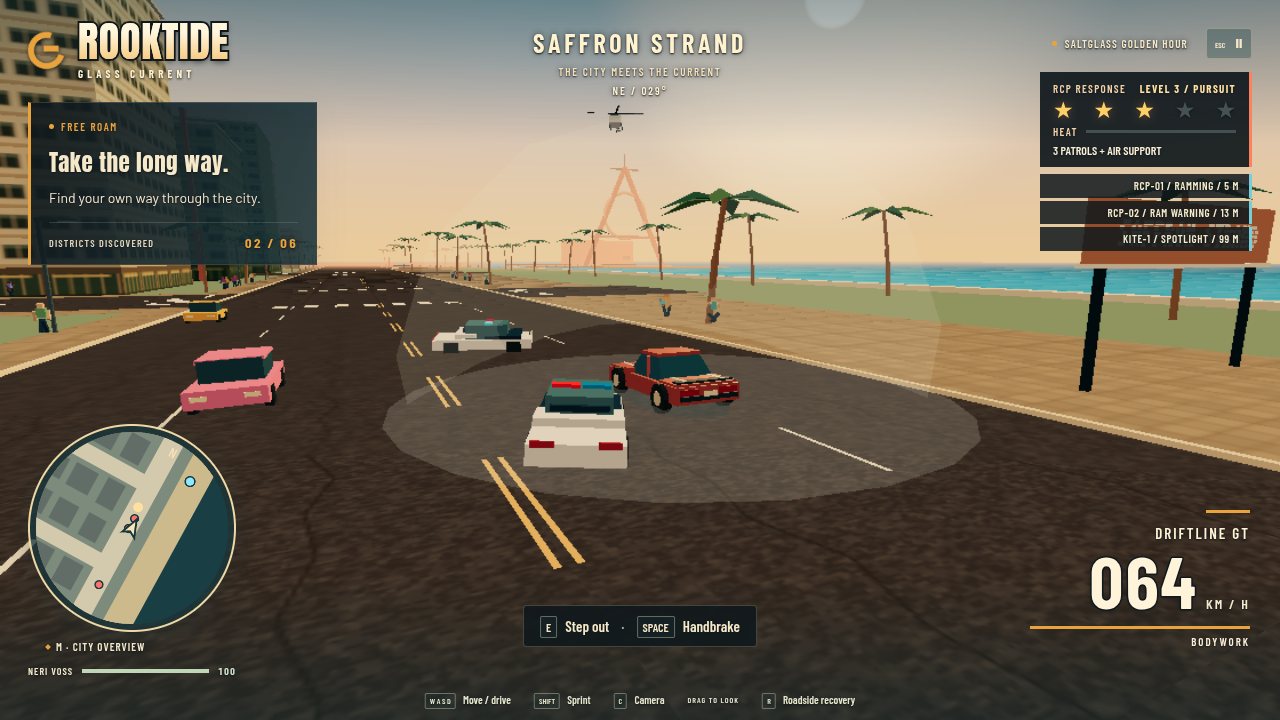 ROOKTIDE
GLASS CURRENT
FREE ROAM
Take the long way.
Find your own way through the city.
DISTRICTS DISCOVERED 02 / 06
SAFFRON STRAND
THE CITY MEETS THE CURRENT
NE / 029°
SALTGLASS GOLDEN HOUR
ESC
RCP RESPONSE LEVEL 3 / PURSUIT
HEAT
3 PATROLS + AIR SUPPORT
RCP-01 / RAMMING / 5 M
RCP-02 / RAM WARNING / 13 M
KITE-1 / SPOTLIGHT / 99 M
N
M · CITY OVERVIEW
NERI VOSS 100
E Step out · SPACE Handbrake
DRIFTLINE GT
064 KM / H
BODYWORK
WASD Move / drive SHIFT Sprint C Camera DRAG TO LOOK R Roadside recovery